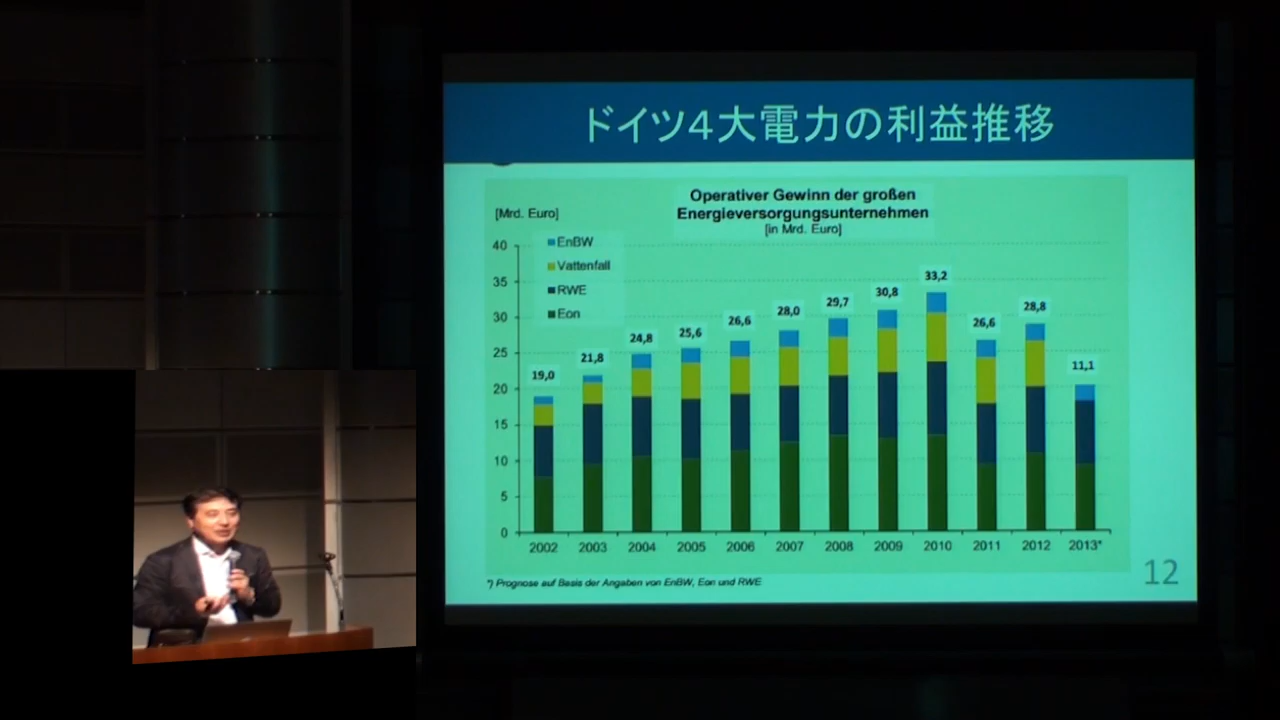 ドイツ4大電力の利益推移
Operativer Gewinn der großen
Energieversorgungsunternehmen
[in Mrd. Euro]
[Mrd. Euro]
EnBW
Vattenfall
RWE
Eon
40
35
30
25
20
15
10
5
0
19,0
21,8
24,8
25,6
26,6
28,0
29,7
30,8
33,2
26,6
28,8
11,1
2002 2003 2004 2005 2006 2007 2008 2009 2010 2011 2012 2013*
*) Prognose auf Basis der Angaben von EnBW, Eon und RWE
12